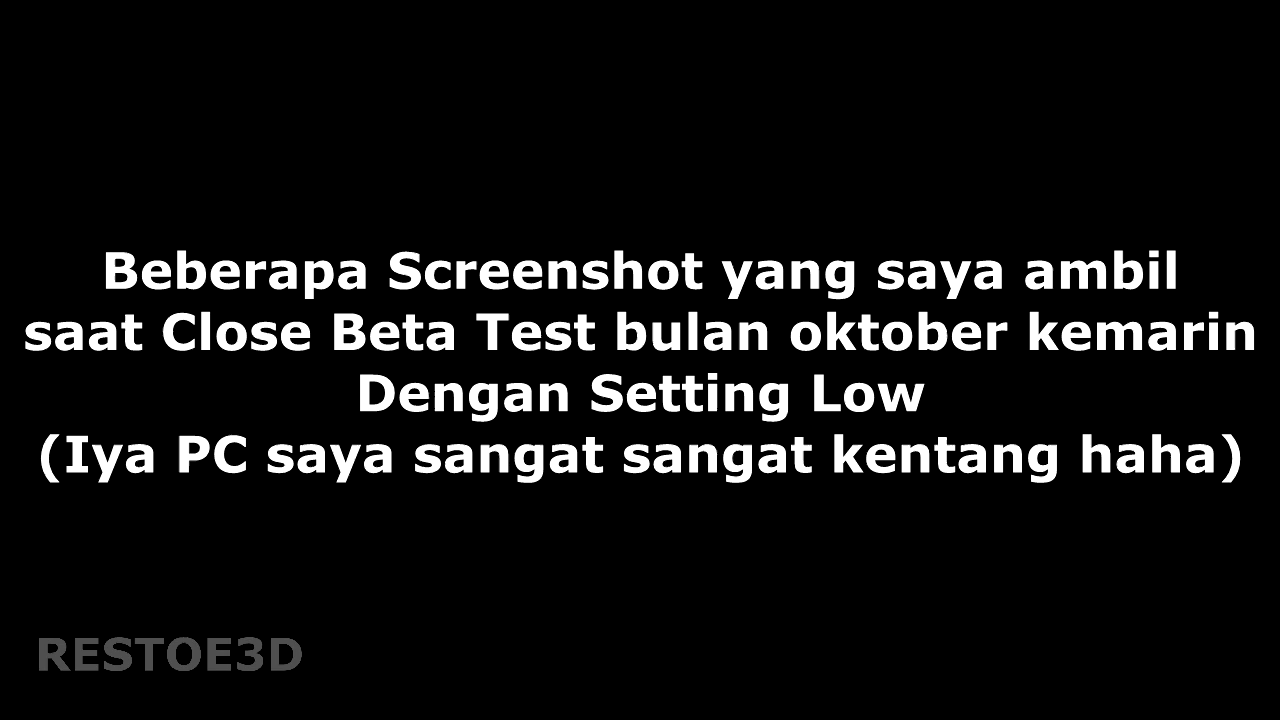 Beberapa Screenshot yang saya ambil
saat Close Beta Test bulan oktober kemarin
Dengan Setting Low
(Iya PC saya sangat sangat kentang haha)
RESTOE3D